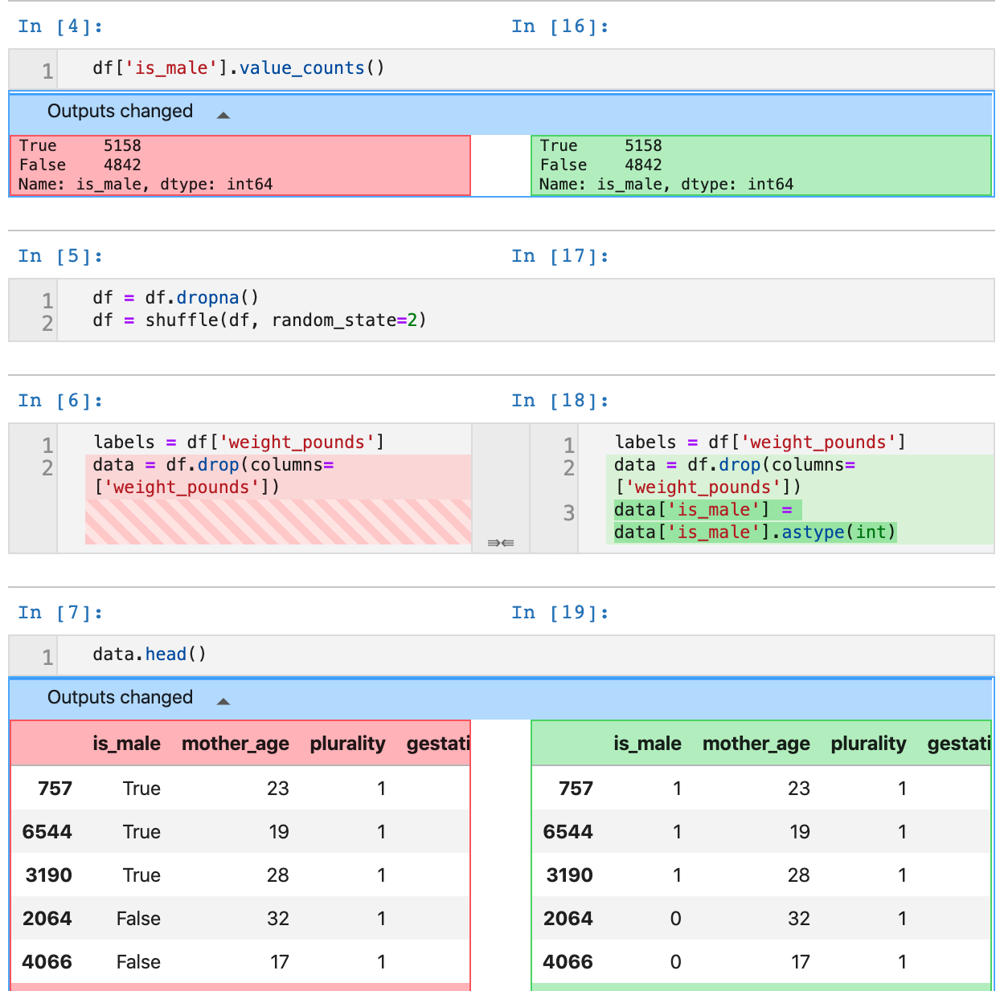 In [4]: In [16]:
1 df['is_male'].value_counts()
Outputs changed
True 5158
False 4842
Name: is_male, dtype: int64
True 5158
False 4842
Name: is_male, dtype: int64
In [5]: In [17]:
1 df = df.dropna()
2 df = shuffle(df, random_state=2)
In [6]: In [18]:
1 labels = df['weight_pounds']
2 data = df.drop(columns=
['weight_pounds'])
1 labels = df['weight_pounds']
2 data = df.drop(columns=
['weight_pounds'])
3 data['is_male'] =
data['is_male'].astype(int)
In [7]: In [19]:
1 data.head()
Outputs changed
is_male mother_age plurality gestati
757 True 23 1
6544 True 19 1
3190 True 28 1
2064 False 32 1
4066 False 17 1
is_male mother_age plurality gestati
757 1 23 1
6544 1 19 1
3190 1 28 1
2064 0 32 1
4066 0 17 1